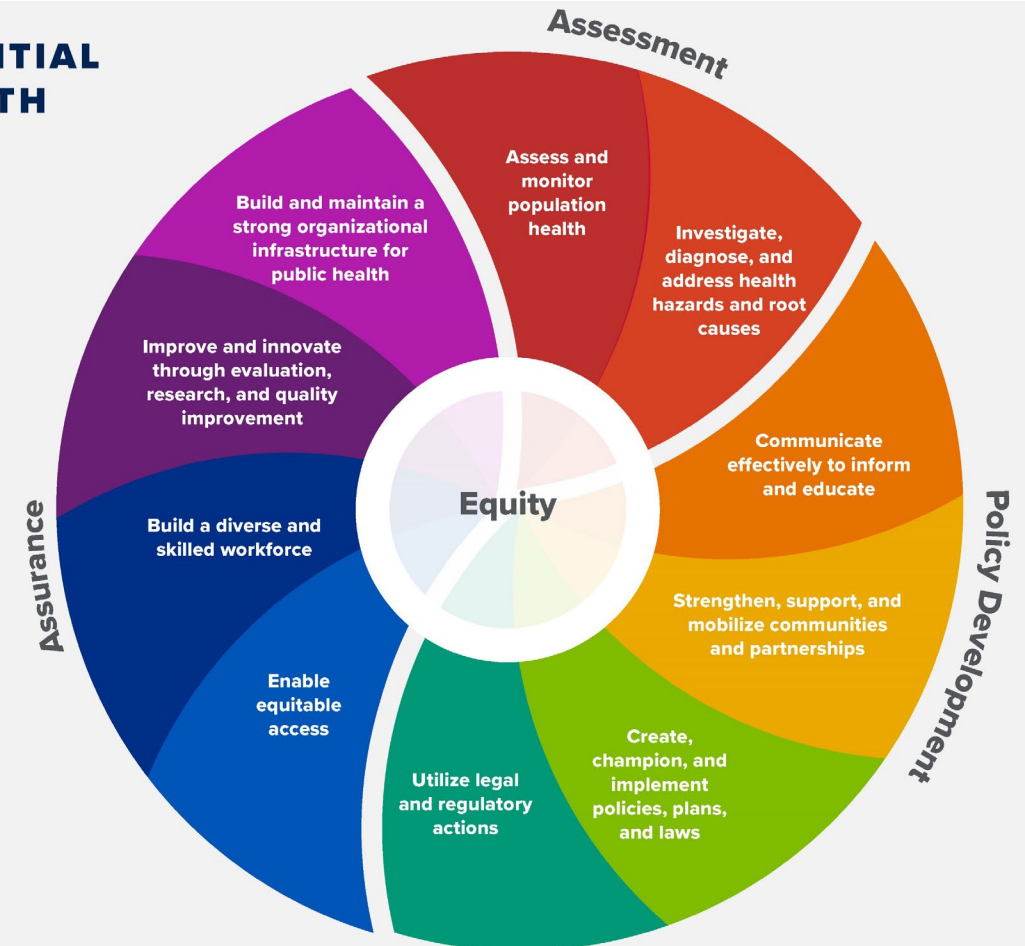 NTIAL
TH
Assessment
Assess and
monitor
population
health
Investigate,
diagnose, and
address health
hazards and root
causes
Communicate
effectively to inform
and educate
Strengthen, support, and
mobilize communities
and partnerships
Policy Development
Create,
champion, and
implement
policies, plans,
and laws
Utilize legal
and regulatory
actions
Enable
equitable
access
Build a diverse and
skilled workforce
Assurance
Improve and innovate
through evaluation,
research, and quality
improvement
Build and maintain a
strong organizational
infrastructure for
public health
Equity